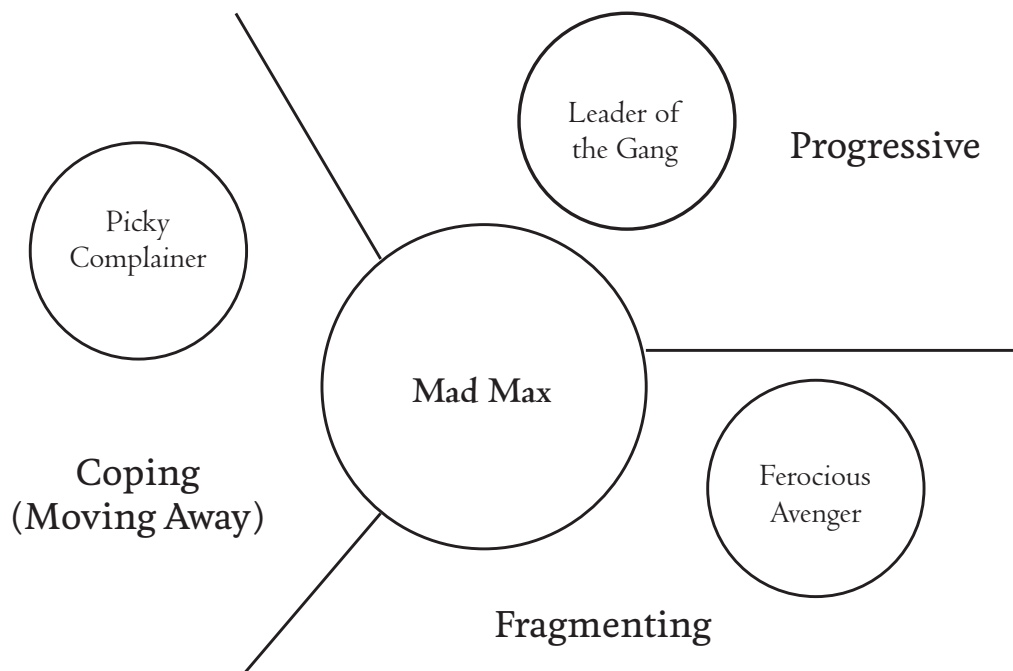 Leader of
the Gang
Progressive
Picky
Complainer
Mad Max
Coping
(Moving Away)
Ferocious
Avenger
Fragmenting